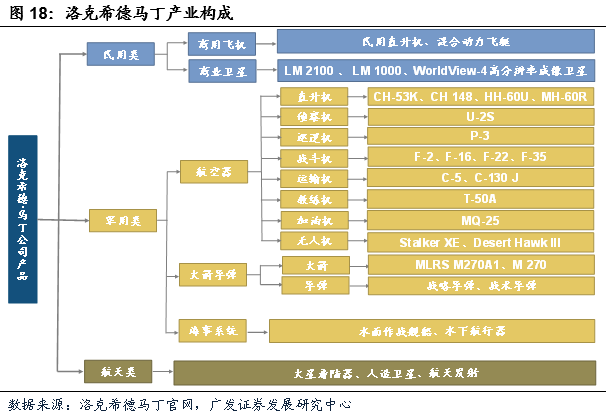 图 18：洛克希德马丁产业构成
洛克希德·马丁公司产品
民用类
商用飞机
民用直升机、混合动力飞艇
商业卫星
LM 2100 、LM 1000、WorldView-4高分辨率成像卫星
军用类
航空器
直升机
CH-53K、CH 148、HH-60U、MH-60R
侦察机
U-2S
巡逻机
P-3
战斗机
F-2、F-16、F-22、F-35
运输机
C-5、C-130 J
教练机
T-50A
加油机
MQ-25
无人机
Stalker XE、Desert Hawk III
火箭导弹
火箭
MLRS M270A1、M 270
导弹
战略导弹、战术导弹
海事系统
水面作战舰艇、水下航行器
航天类
火星着陆器、人造卫星、航天发射
数据来源：洛克希德马丁官网，广发证券发展研究中心